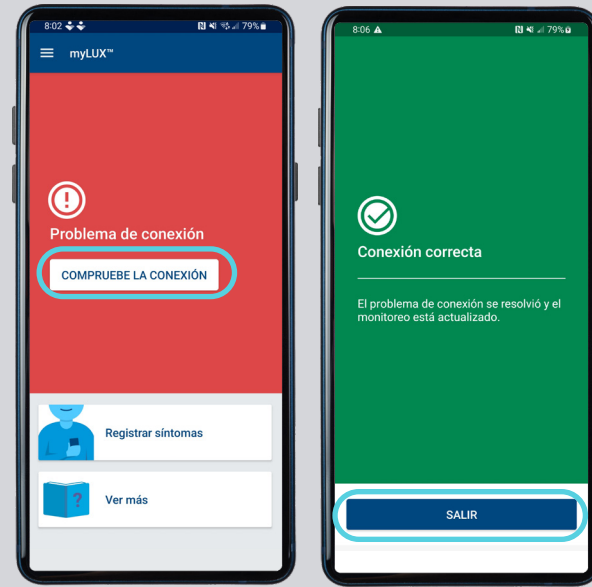 8:02
79%
myLUX™
Problema de conexión
COMPRUEBE LA CONEXIÓN
Registrar síntomas
?
Ver más
8:06
79%
Conexión correcta
El problema de conexión se resolvió y el
monitoreo está actualizado.
SALIR